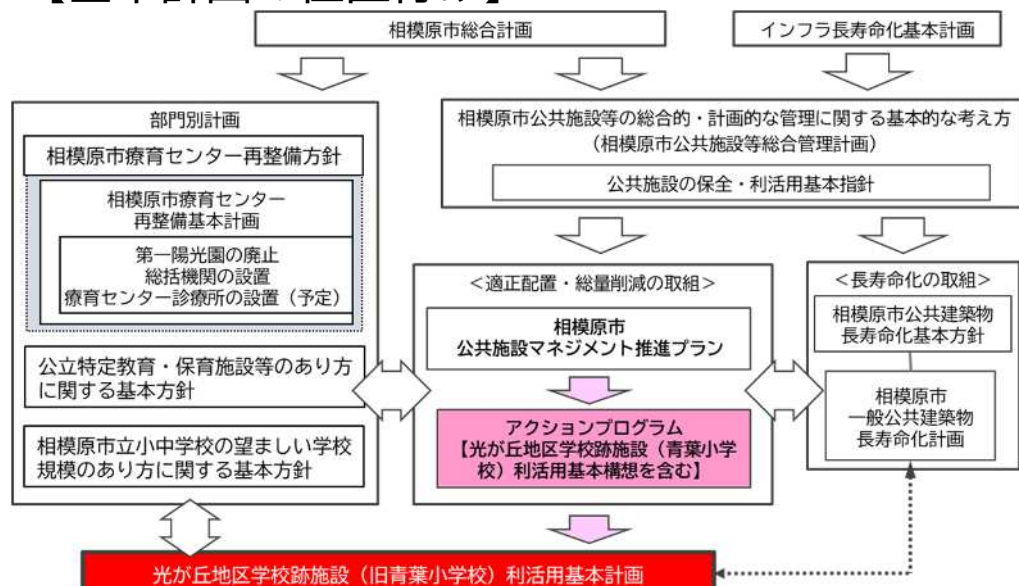 相模原市総合計画
インフラ長寿命化基本計画
部門別計画
相模原市療育センター再整備方針
相模原市療育センター
再整備基本計画
第一陽光園の廃止
総括機関の設置
療育センター診療所の設置（予定）
公立特定教育・保育施設等のあり方
に関する基本方針
相模原市立小中学校の望ましい学校
規模のあり方に関する基本方針
相模原市公共施設等の総合的・計画的な管理に関する基本的な考え方
（相模原市公共施設等総合管理計画）
公共施設の保全・利活用基本指針
＜適正配置・総量削減の取組＞
相模原市
公共施設マネジメント推進プラン
アクションプログラム
【光が丘地区学校跡施設（青葉小学
校）利活用基本構想を含む】
＜長寿命化の取組＞
相模原市公共建築物
長寿命化基本方針
相模原市
一般公共建築物
長寿命化計画
光が丘地区学校跡施設（旧青葉小学校）利活用基本計画